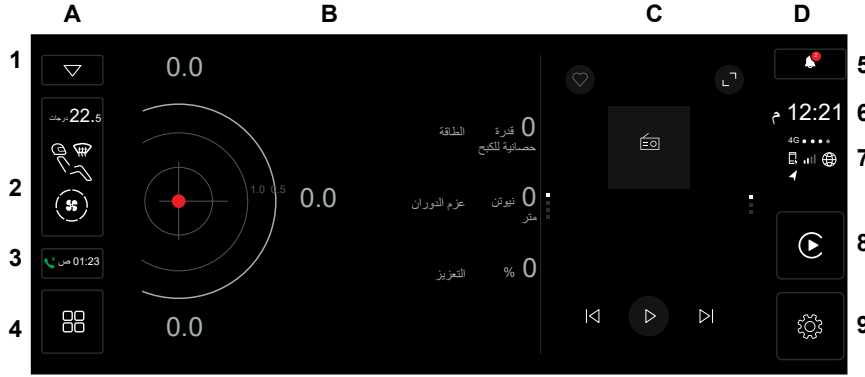 A
B
C
D
1
2
3
4
5
6
7
8
9
22.5 درجات
01:23 ص
0.0
1.0 0.5
0.0
0.0
الطاقة
0 قدرة
حصانية للكبح
عزم الدوران
0 نيوتن
متر
التعزيز
0 %
2
12:21 م
4G